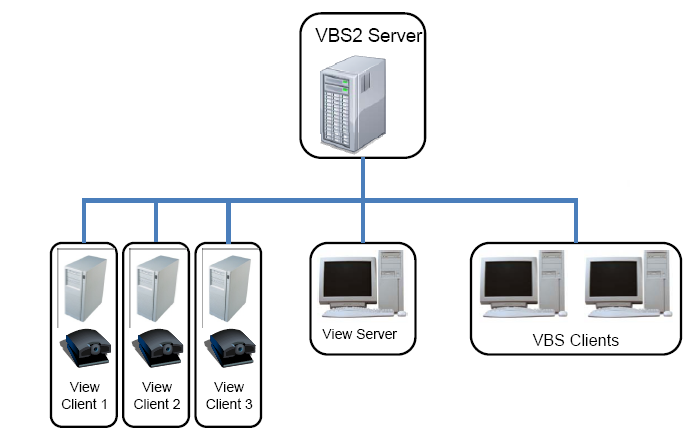 VBS2 Server
View Server
VBS Clients
View
Client 1
View
Client 2
View
Client 3